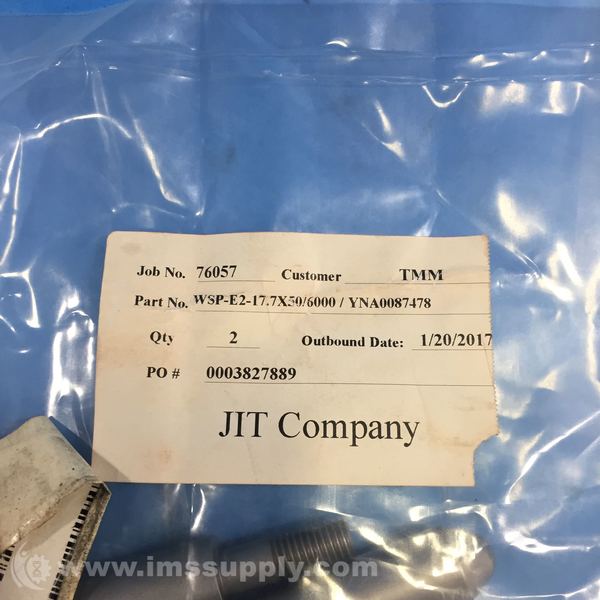 Job No. 76057 Customer TMM
Part No. WSP-E2-17.7X50/6000 / YNA0087478
Qty 2 Outbound Date: 1/20/2017
PO # 0003827889
JIT Company
www.imssupply.com